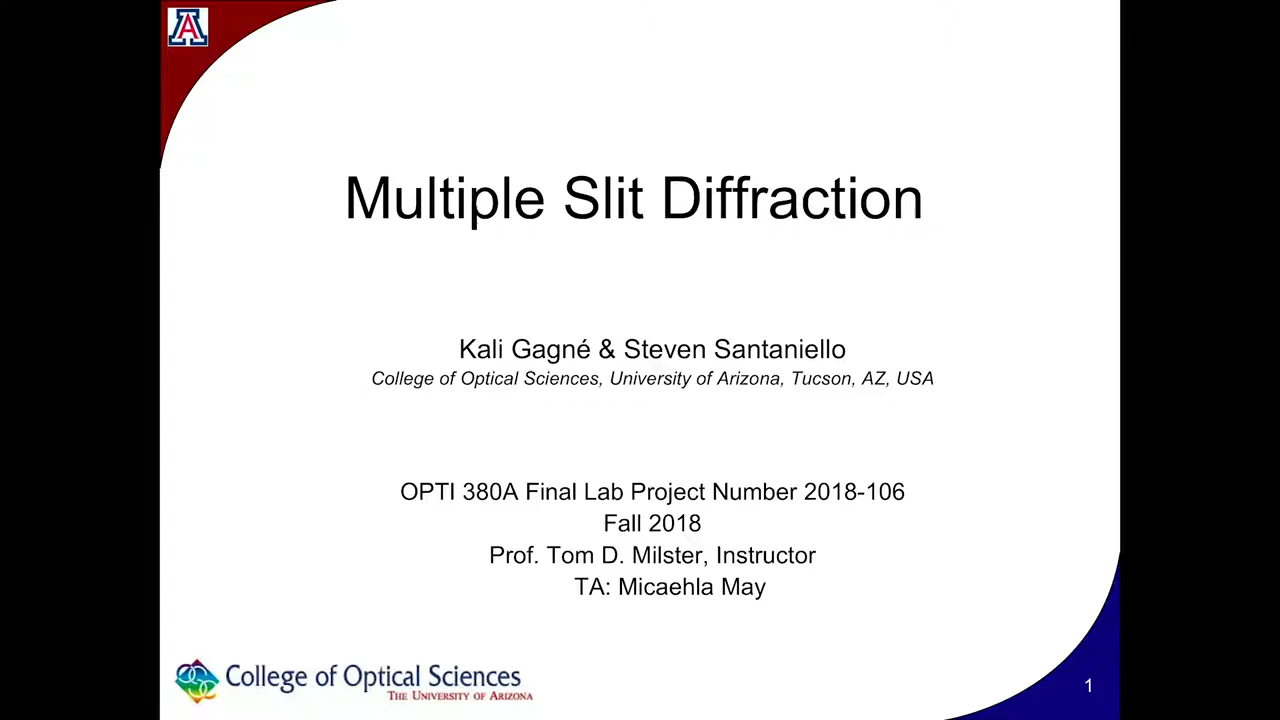 A
Multiple Slit Diffraction
Kali Gagné & Steven Santaniello
College of Optical Sciences, University of Arizona, Tucson, AZ, USA
OPTI 380A Final Lab Project Number 2018-106
Fall 2018
Prof. Tom D. Milster, Instructor
TA: Micaehla May
College of Optical Sciences
THE UNIVERSITY OF ARIZONA
1